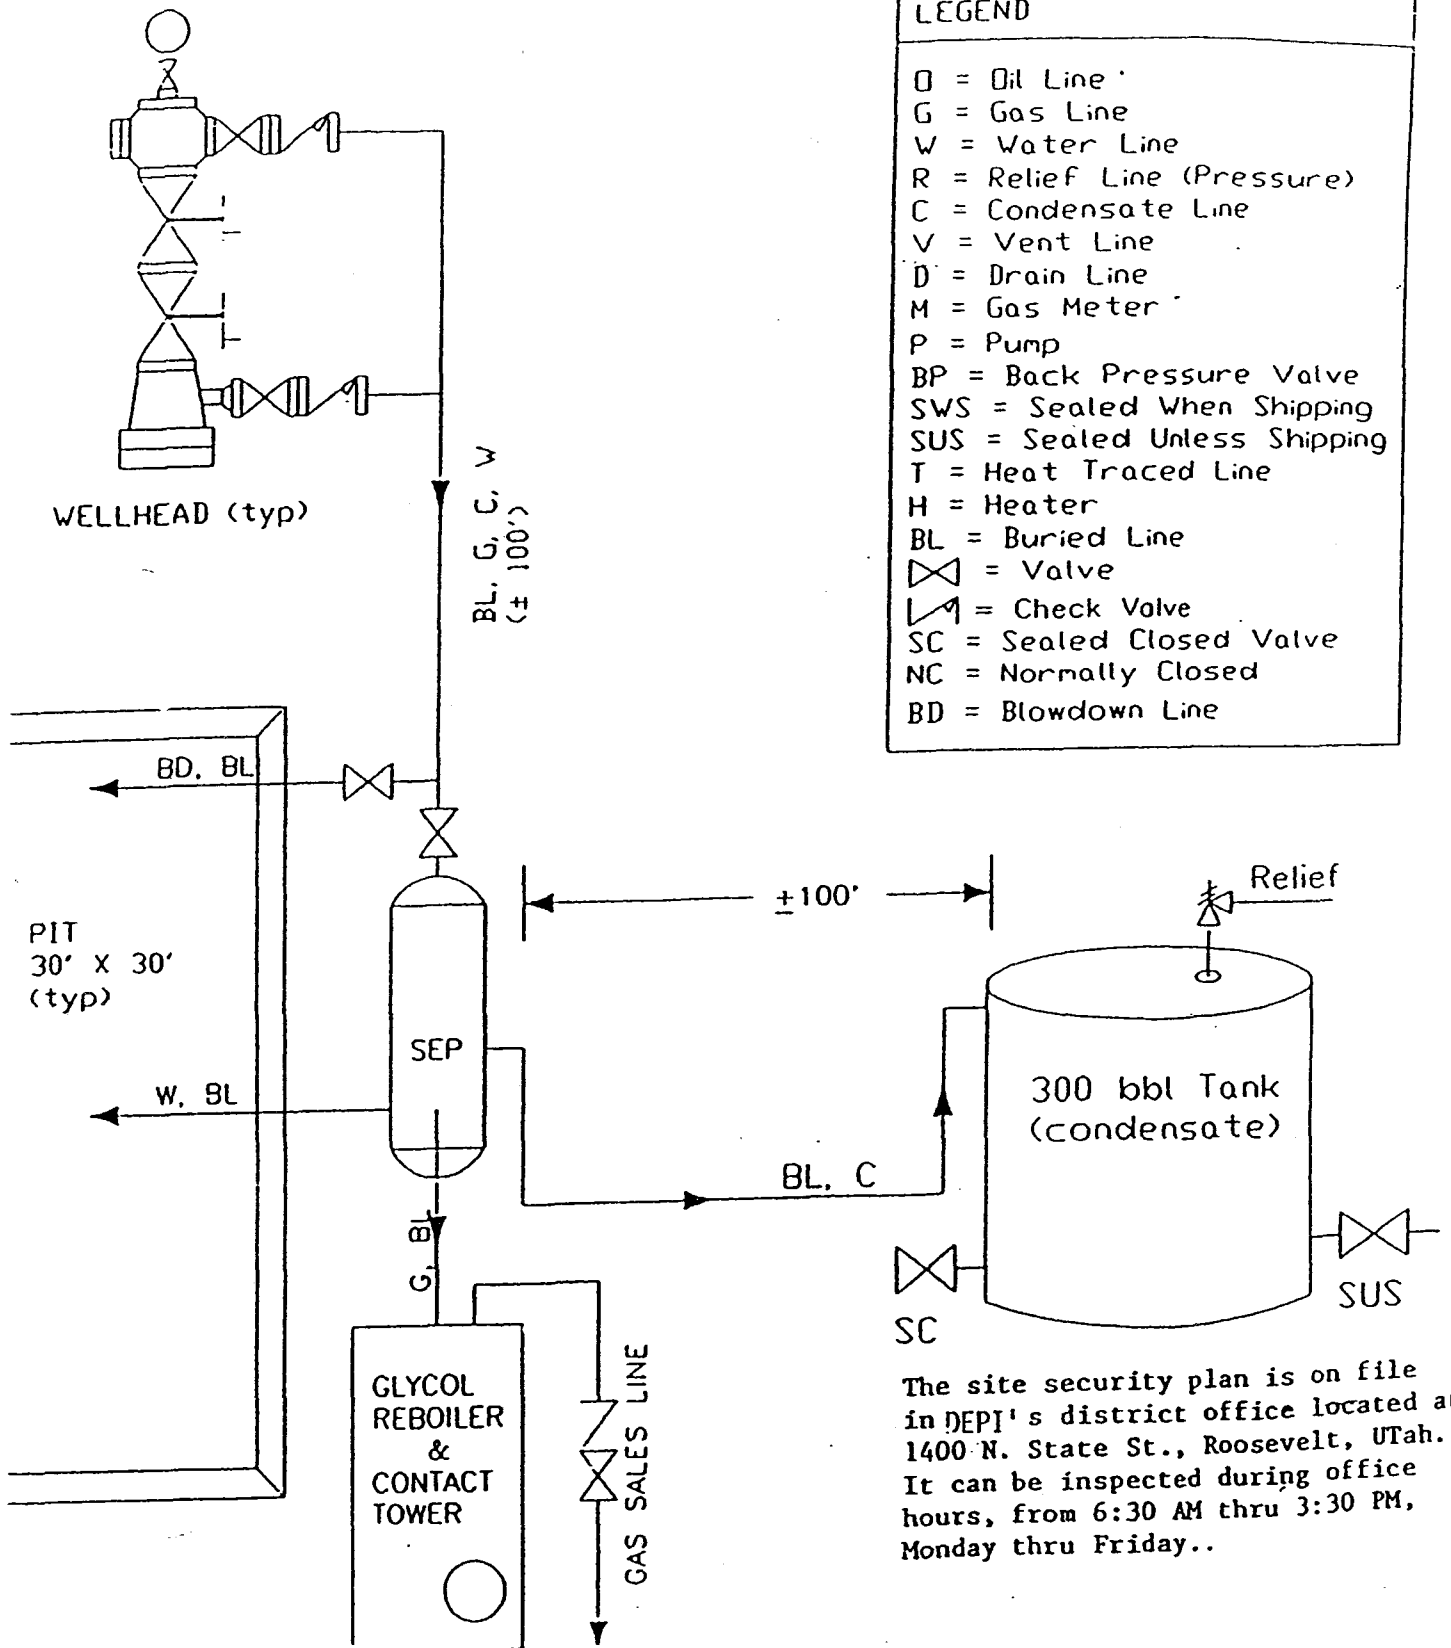 LEGEND
O = Oil Line
G = Gas Line
W = Water Line
R = Relief Line (Pressure)
C = Condensate Line
V = Vent Line
D = Drain Line
M = Gas Meter
P = Pump
BP = Back Pressure Valve
SWS = Sealed When Shipping
SUS = Sealed Unless Shipping
T = Heat Traced Line
H = Heater
BL = Buried Line
= Valve
= Check Valve
SC = Sealed Closed Valve
NC = Normally Closed
BD = Blowdown Line
WELLHEAD (typ)
BL, G, C, W
(± 100')
BD, BL
PIT
30' X 30'
(typ)
±100'
Relief
SEP
W, BL
300 bbl Tank
(condensate)
BL, C
G, BL
SC
SUS
GLYCOL
REBOILER
&
CONTACT
TOWER
GAS SALES LINE
The site security plan is on file
in DEPI's district office located a
1400 N. State St., Roosevelt, UTah.
It can be inspected during office
hours, from 6:30 AM thru 3:30 PM,
Monday thru Friday..